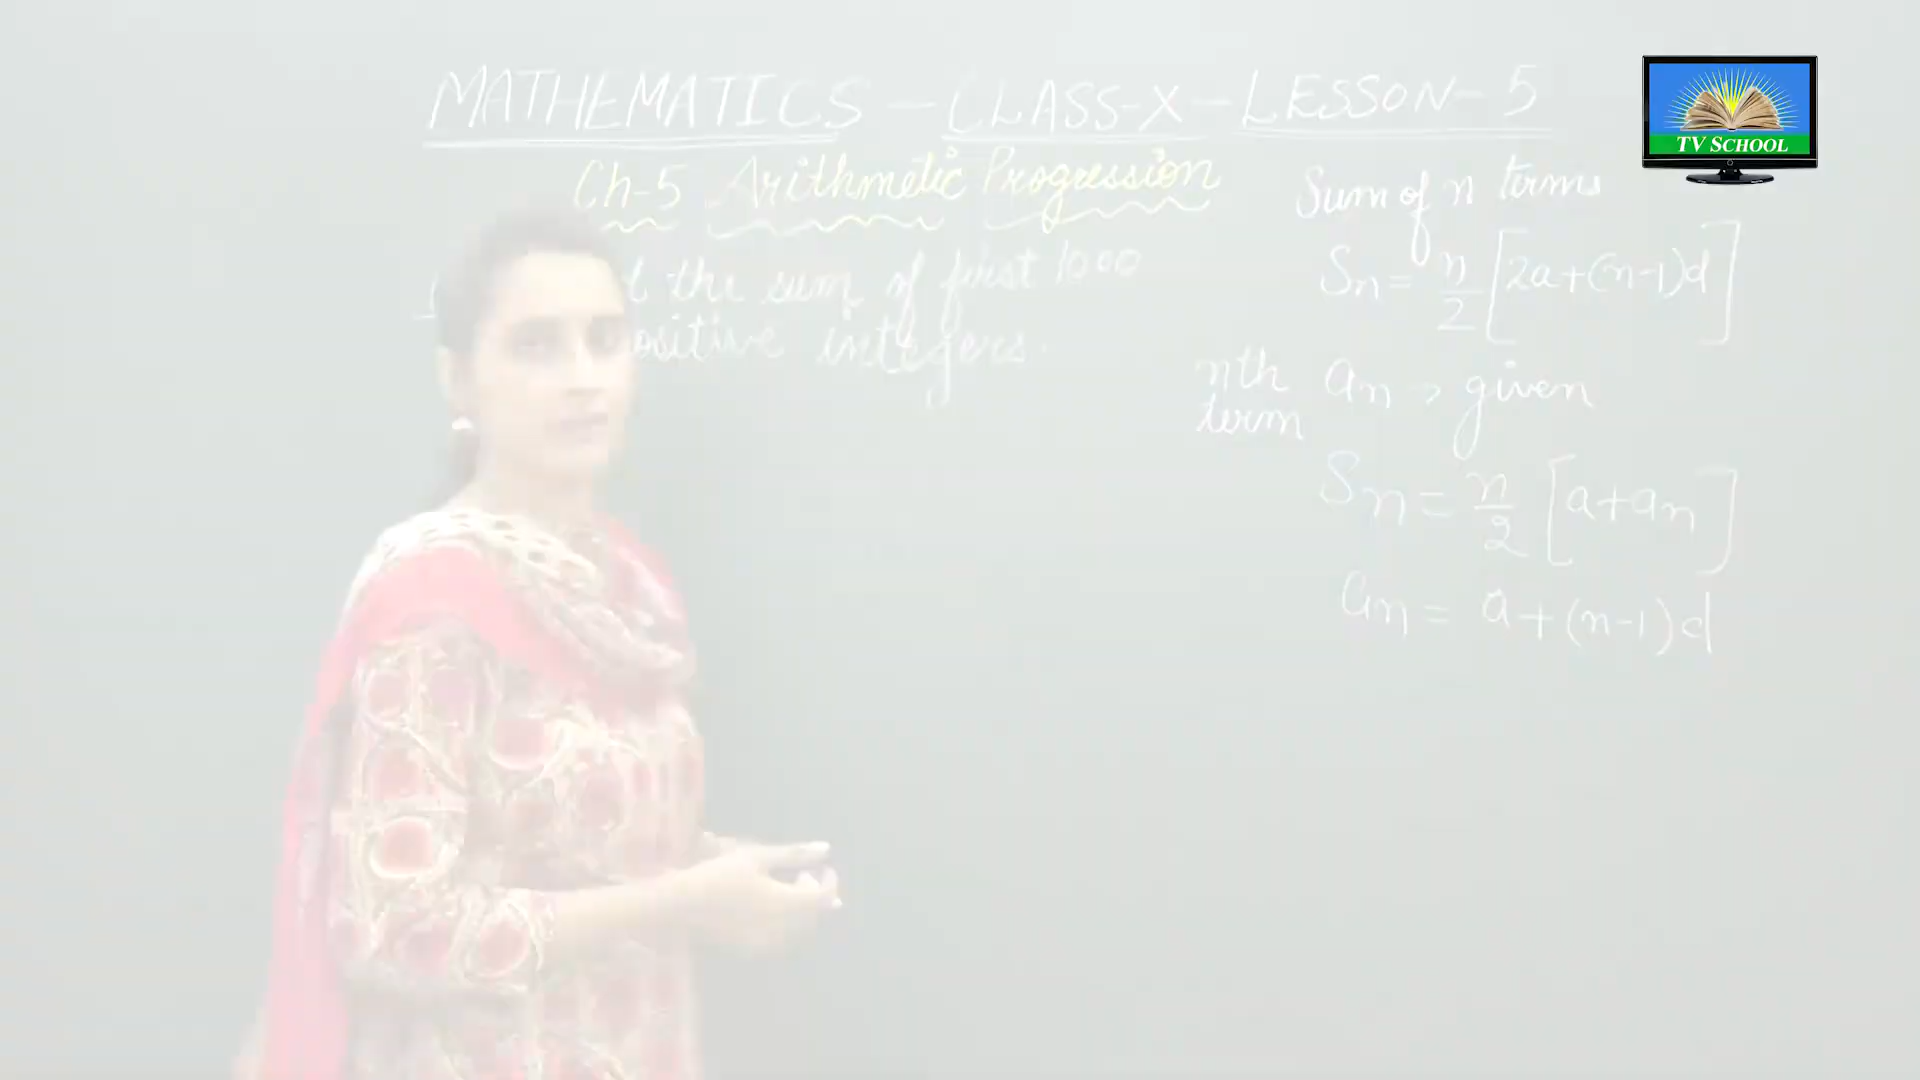 MATHEMATICS - CLASS-X - LESSON-5
TV SCHOOL
Ch-5 Arithmetic Progression
the sum of first 1000
ositive integers.
Sum of n terms
Sn = n/2 [2a+(n-1)d]
nth term an → given
Sn = n/2 [a+an]
an = a+(n-1)d